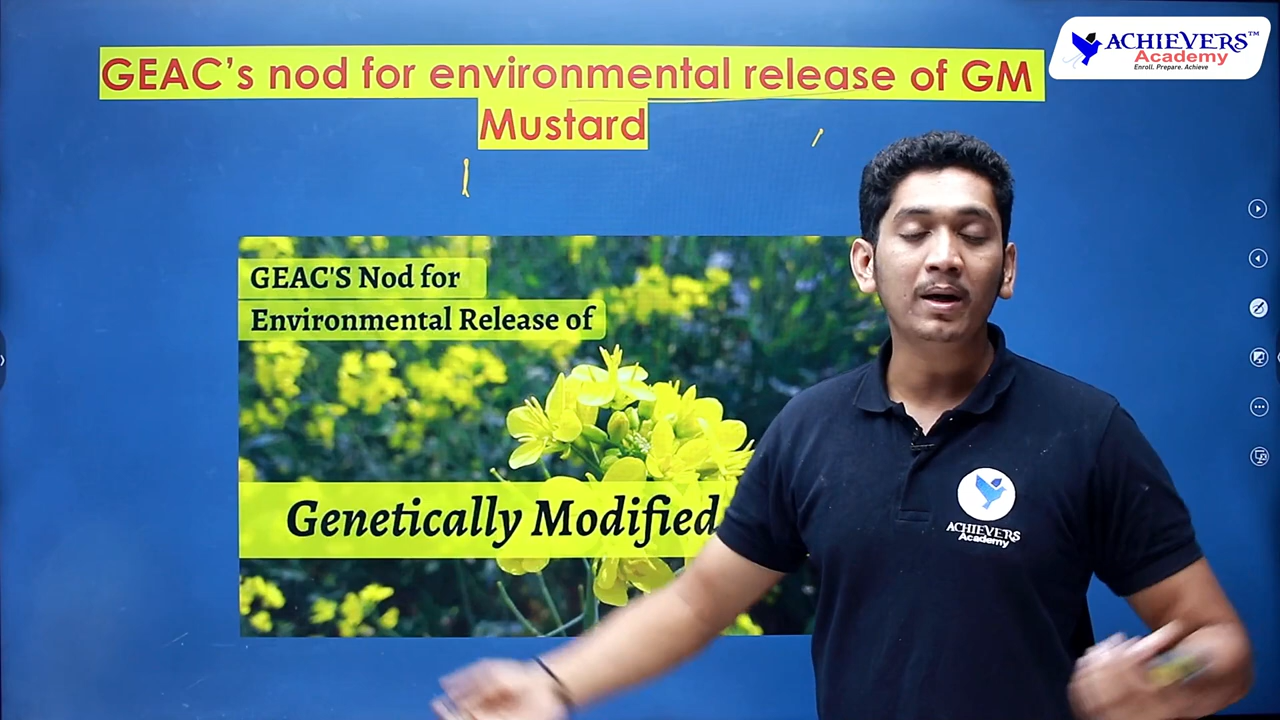 GEAC's nod for environmental release of GM
Mustard
ACHIEVERS™
Academy
Enroll. Prepare. Achieve
GEAC'S Nod for
Environmental Release of
Genetically Modified
ACHIEVERS
Academy